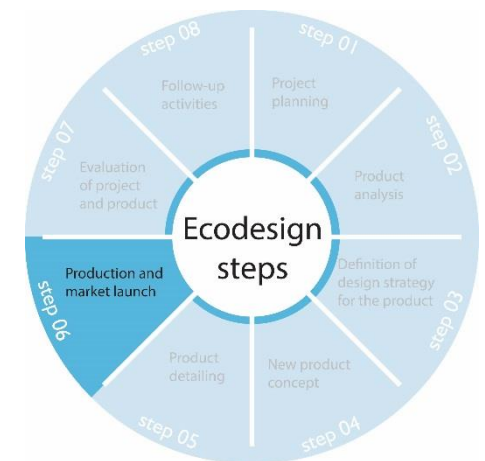 Ecodesign
steps
step 01
Project
planning
step 02
Product
analysis
step 03
Definition of
design strategy
for the product
step 04
New product
concept
step 05
Product
detailing
step 06
Production and
market launch
step 07
Evaluation
of project
and product
step 08
Follow-up
activities